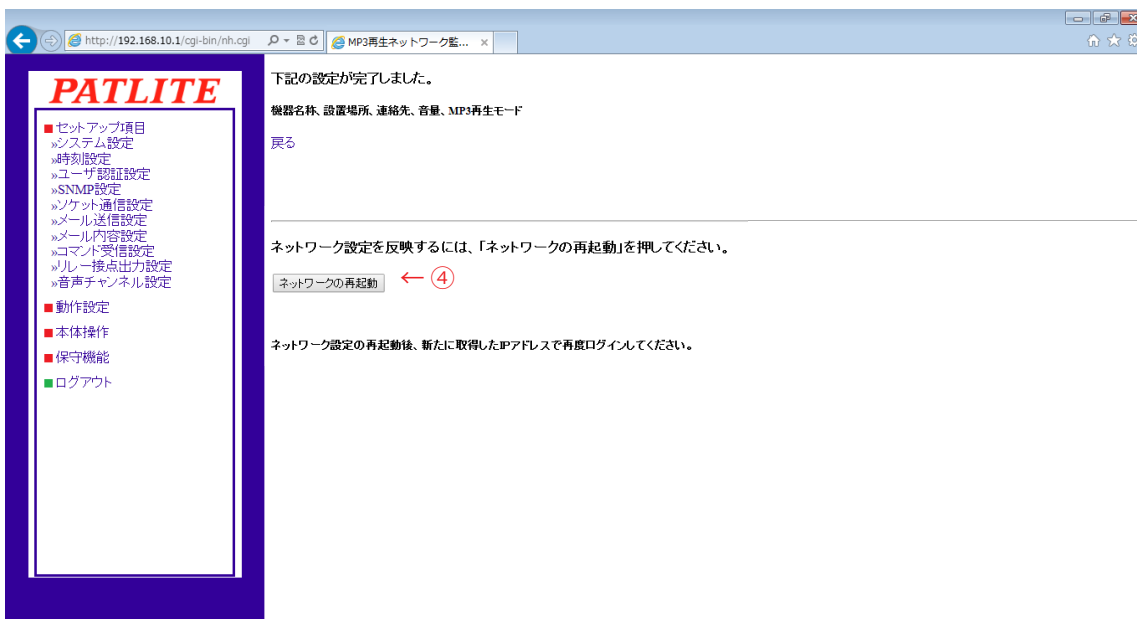 http://192.168.10.1/cgi-bin/nh.cgi
MP3再生ネットワーク監...
PATLITE
セットアップ項目
»システム設定
»時刻設定
»ユーザ認証設定
»SNMP設定
»ソケット通信設定
»メール送信設定
»メール内容設定
»コマンド受信設定
»リレー接点出力設定
»音声チャンネル設定
動作設定
本体操作
保守機能
ログアウト
下記の設定が完了しました。
機器名称、設置場所、連絡先、音量、MP3再生モード
戻る
ネットワーク設定を反映するには、「ネットワークの再起動」を押してください。
ネットワークの再起動 ← ④
ネットワーク設定の再起動後、新たに取得したIPアドレスで再度ログインしてください。